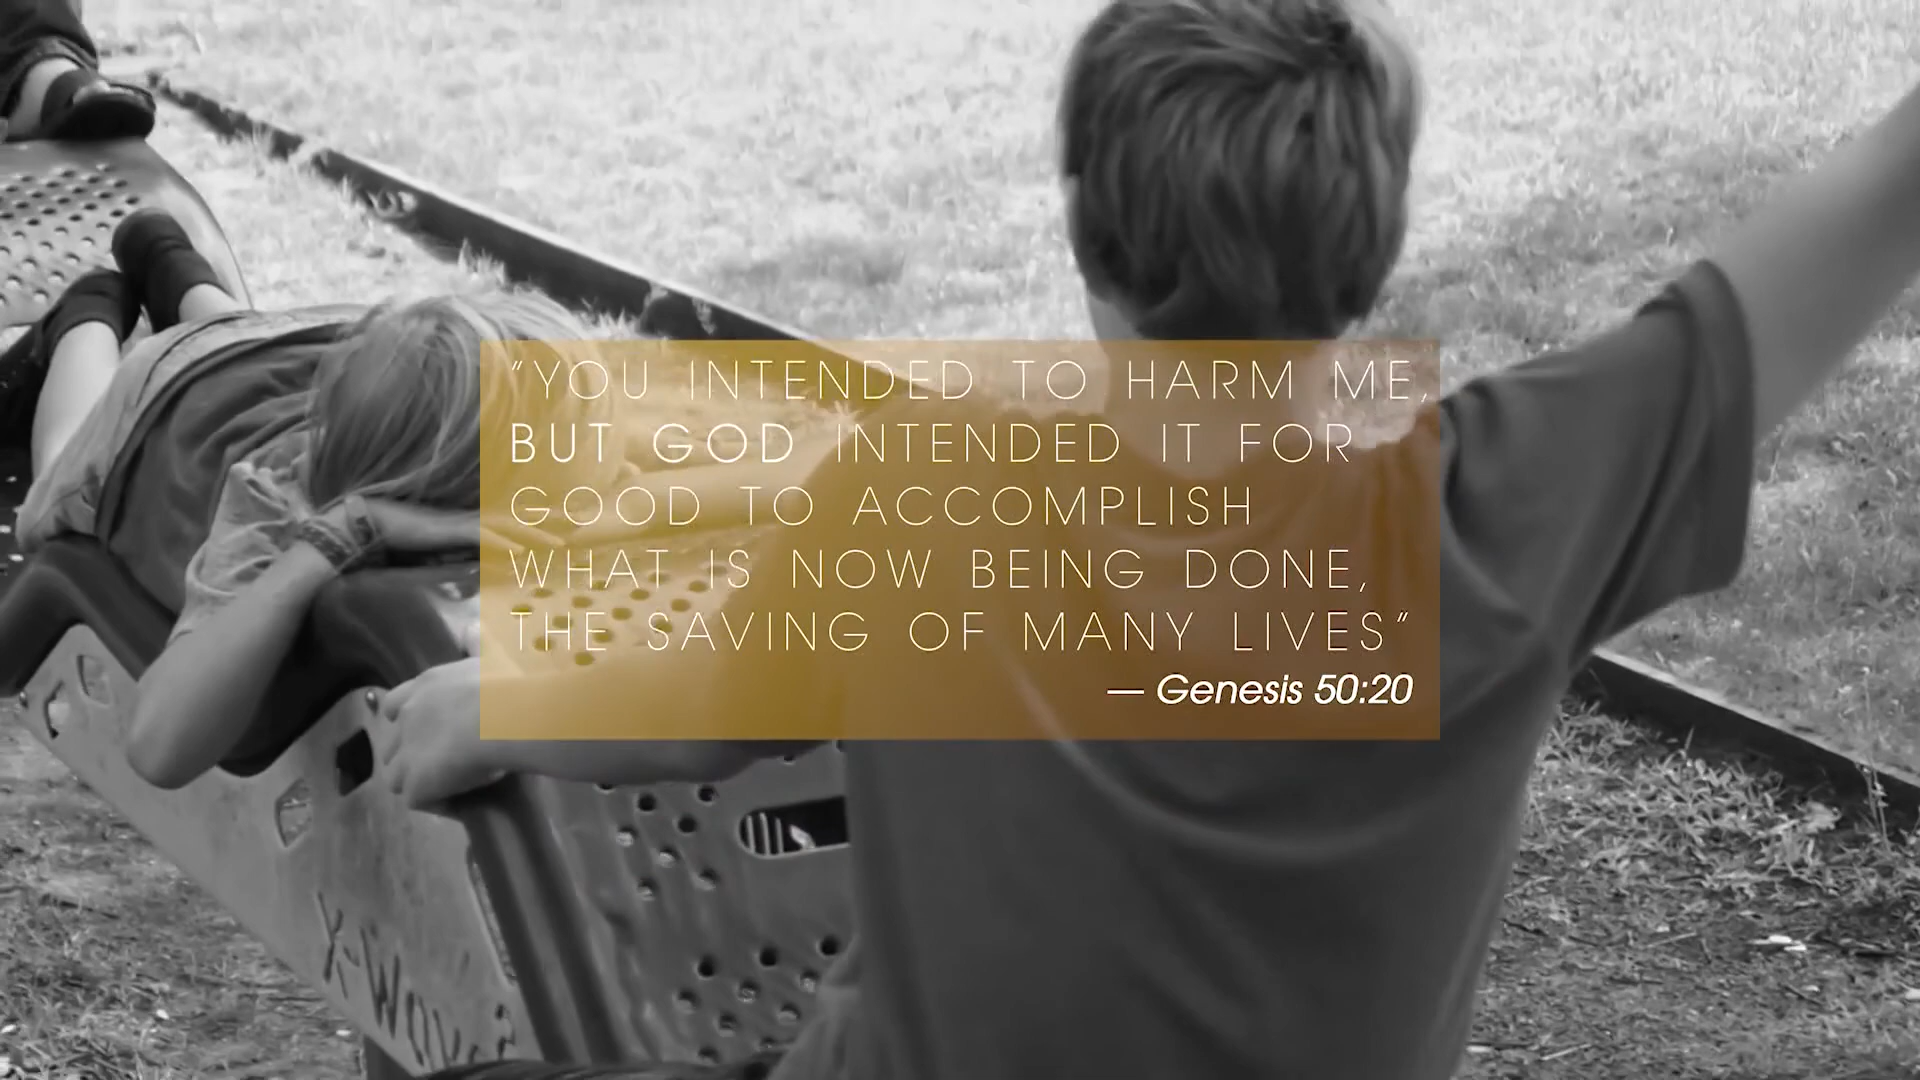 “YOU INTENDED TO HARM ME,
BUT GOD INTENDED IT FOR
GOOD TO ACCOMPLISH
WHAT IS NOW BEING DONE,
THE SAVING OF MANY LIVES”
— Genesis 50:20